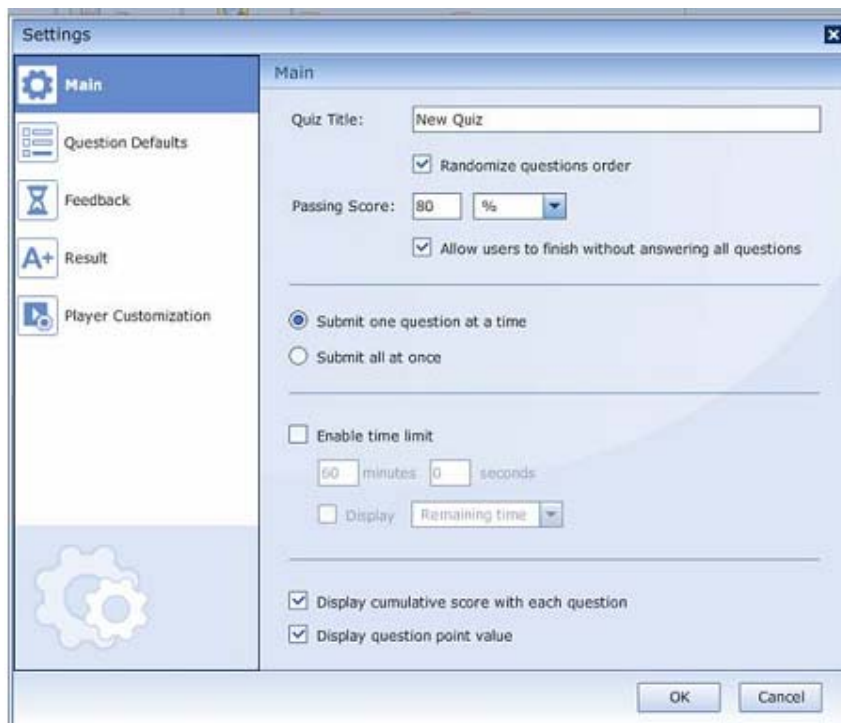 Settings
Main
Question Defaults
Feedback
A+ Result
Player Customization
Main
Quiz Title: New Quiz
Randomize questions order
Passing Score: 80 %
Allow users to finish without answering all questions
Submit one question at a time
Submit all at once
Enable time limit
60 minutes 0 seconds
Display Remaining time
Display cumulative score with each question
Display question point value
OK Cancel